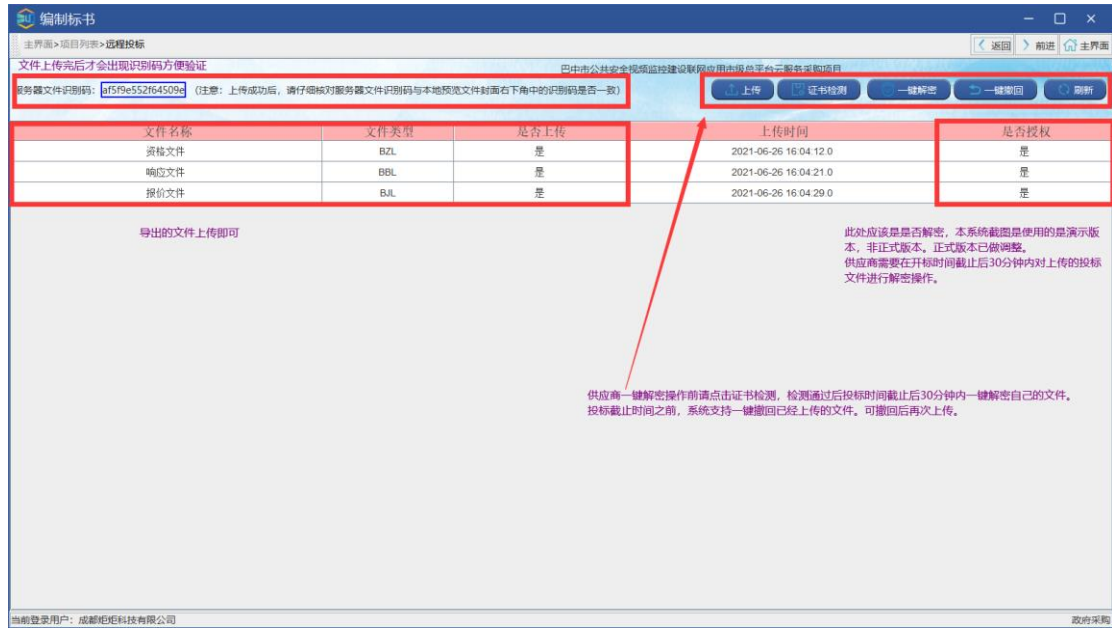 编制标书
主界面>项目列表>远程投标
返回 前进 主界面
文件上传完后才会出现识别码方便验证
巴中市公共安全视频监控建设联网应用市级总平台云服务采购项目
服务器文件识别码: af5f9e552f64509e (注意: 上传成功后, 请仔细核对服务器文件识别码与本地预览文件封面右下角中的识别码是否一致)
上传 证书检测 一键解密 一键撤回 刷新
文件名称 文件类型 是否上传 上传时间 是否授权
资格文件 BZL 是 2021-06-26 16:04:12.0 是
响应文件 BBL 是 2021-06-26 16:04:21.0 是
报价文件 BJL 是 2021-06-26 16:04:29.0 是
导出的文件上传即可
此处应该是是否解密, 本系统截图是使用的是演示版
本, 非正式版本。正式版本已做调整。
供应商需要在开标时间截止后30分钟内对上传的投标
文件进行解密操作。
供应商一键解密操作前请点击证书检测, 检测通过后投标时间截止后30分钟内一键解密自己的文件。
投标截止时间之前, 系统支持一键撤回已经上传的文件。可撤回后再次上传。
当前登录用户: 成都炬炬科技有限公司
政府采购